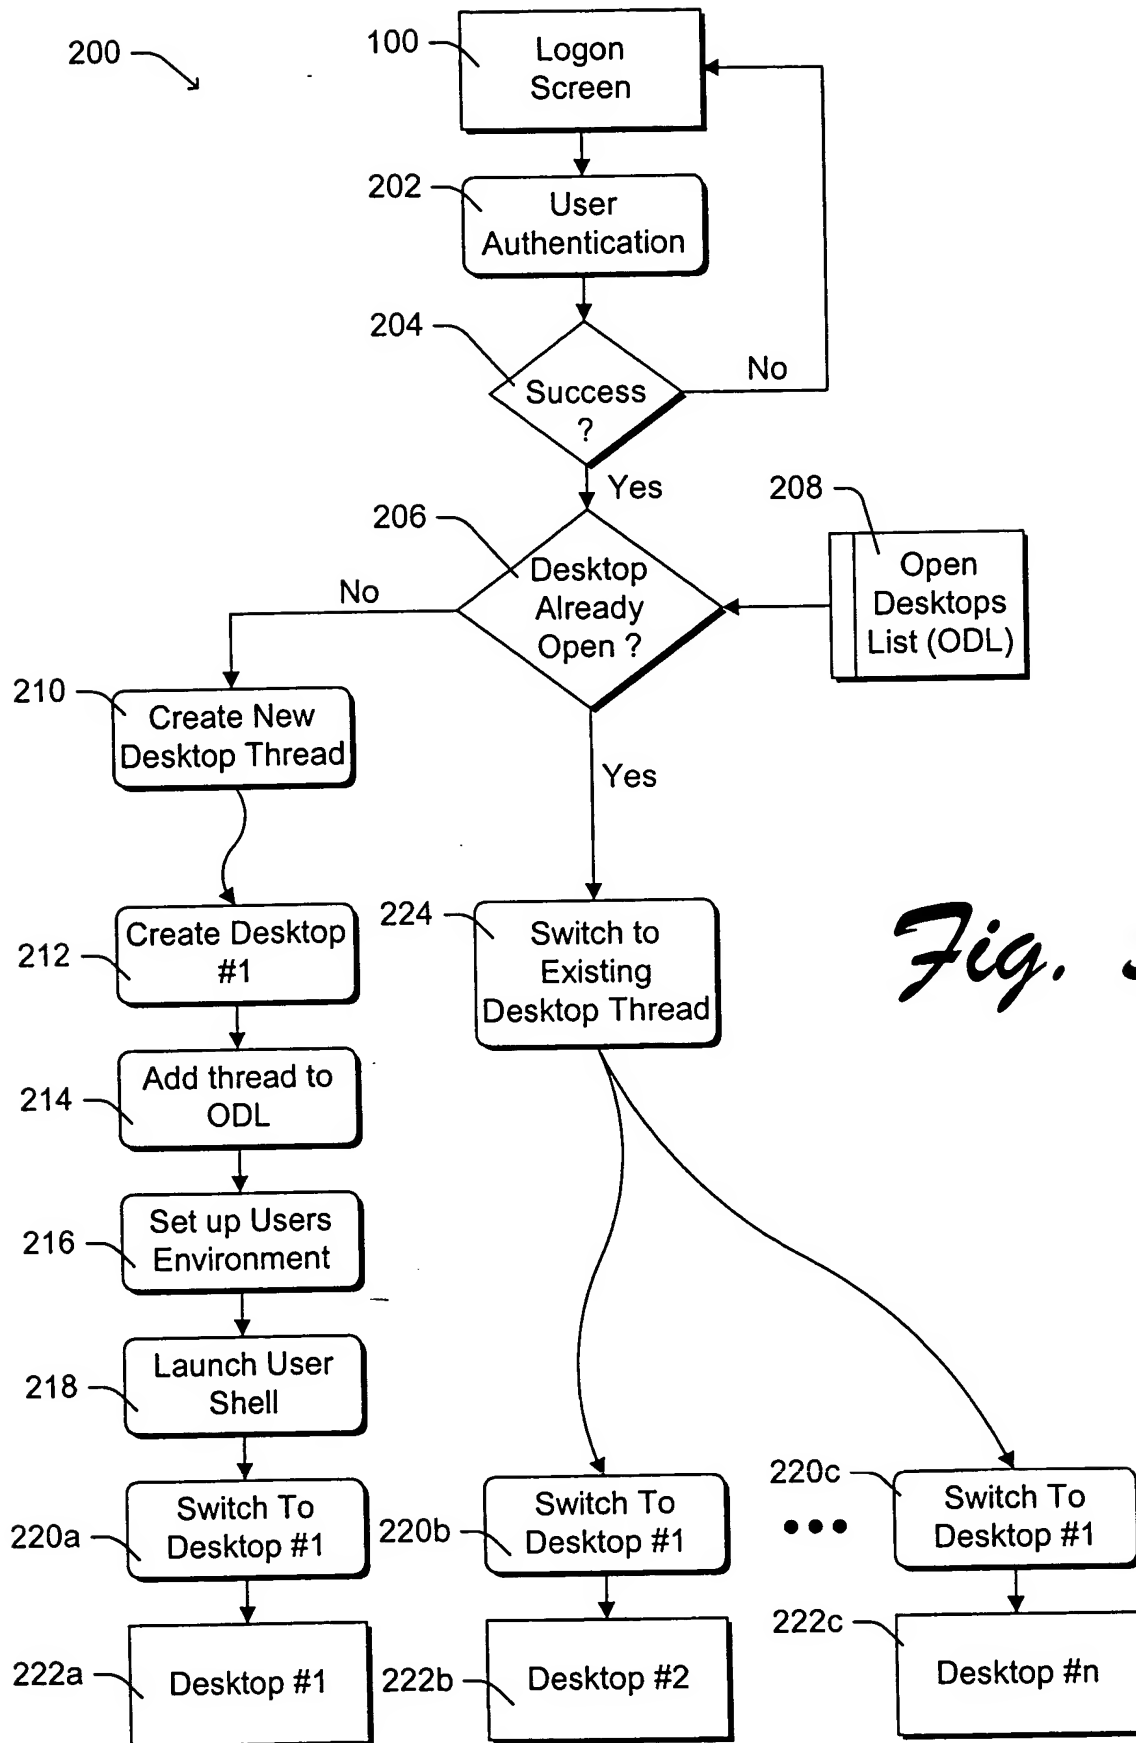 200
100
Logon
Screen
202
User
Authentication
204
Success
?
No
Yes
206
Desktop
Already
Open ?
208
Open
Desktops
List (ODL)
No
Yes
210
Create New
Desktop Thread
212
Create Desktop
#1
224
Switch to
Existing
Desktop Thread
Fig.
214
Add thread to
ODL
216
Set up Users
Environment
218
Launch User
Shell
220a
Switch To
Desktop #1
220b
Switch To
Desktop #1
•••
220c
Switch To
Desktop #1
222a
Desktop #1
222b
Desktop #2
222c
Desktop #n